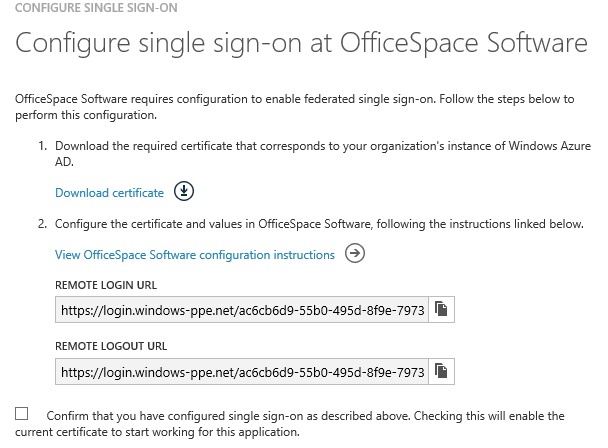 CONFIGURE SINGLE SIGN-ON
Configure single sign-on at OfficeSpace Software
OfficeSpace Software requires configuration to enable federated single sign-on. Follow the steps below to
perform this configuration.
1. Download the required certificate that corresponds to your organization's instance of Windows Azure
AD.
Download certificate
2. Configure the certificate and values in OfficeSpace Software, following the instructions linked below.
View OfficeSpace Software configuration instructions
REMOTE LOGIN URL
https://login.windows-ppe.net/ac6cb6d9-55b0-495d-8f9e-7973
REMOTE LOGOUT URL
https://login.windows-ppe.net/ac6cb6d9-55b0-495d-8f9e-7973
Confirm that you have configured single sign-on as described above. Checking this will enable the
current certificate to start working for this application.